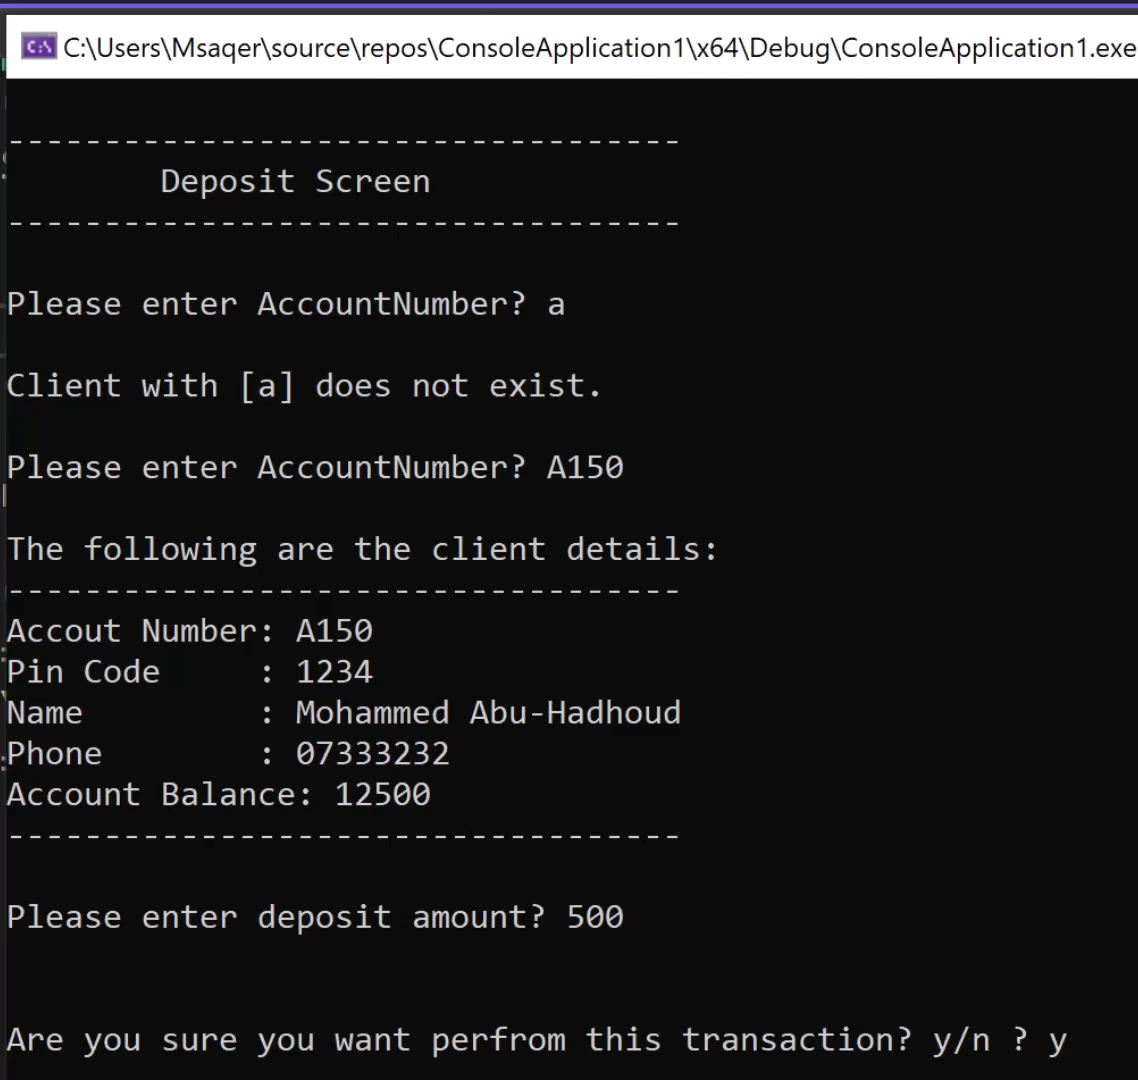 C:\Users\Msaqer\source\repos\ConsoleApplication1\x64\Debug\ConsoleApplication1.exe
-----------------------------------
Deposit Screen
-----------------------------------
Please enter AccountNumber? a
Client with [a] does not exist.
Please enter AccountNumber? A150
The following are the client details:
-----------------------------------
Accout Number: A150
Pin Code     : 1234
Name         : Mohammed Abu-Hadhoud
Phone        : 07333232
Account Balance: 12500
-----------------------------------
Please enter deposit amount? 500
Are you sure you want perfrom this transaction? y/n ? y